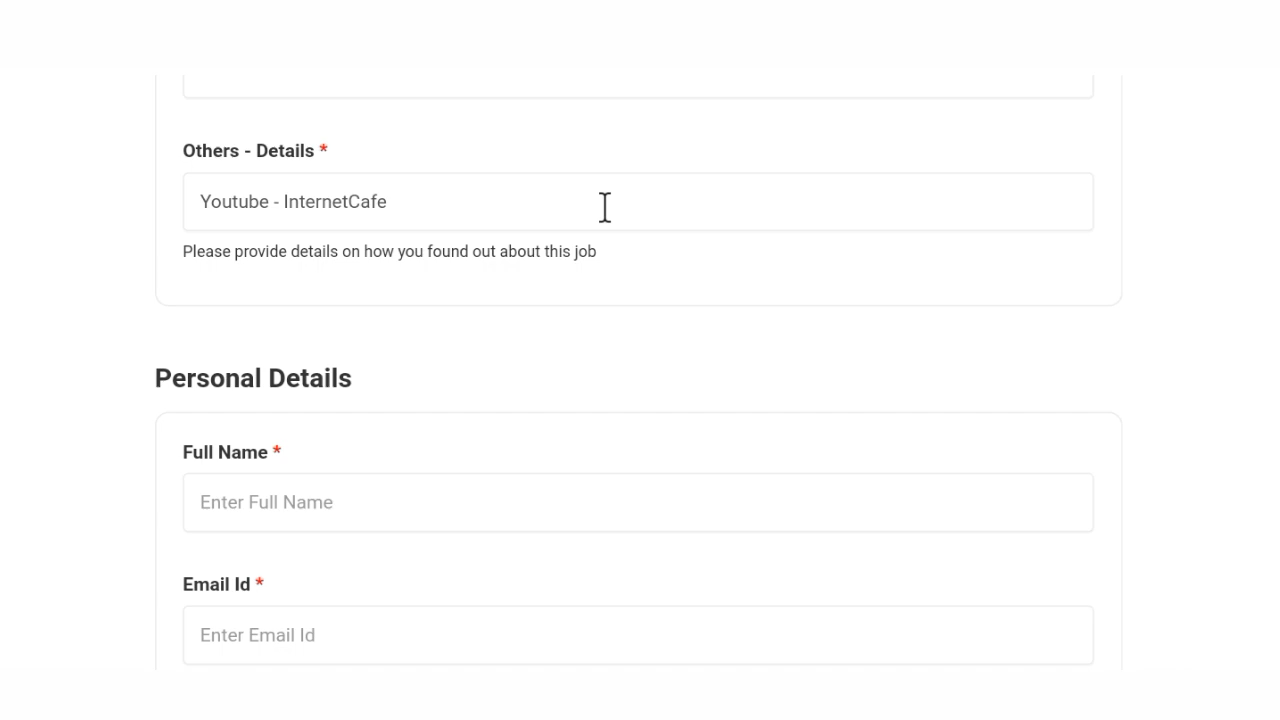 Others - Details *
Youtube - InternetCafe
Please provide details on how you found out about this job
Personal Details
Full Name *
Enter Full Name
Email Id *
Enter Email Id